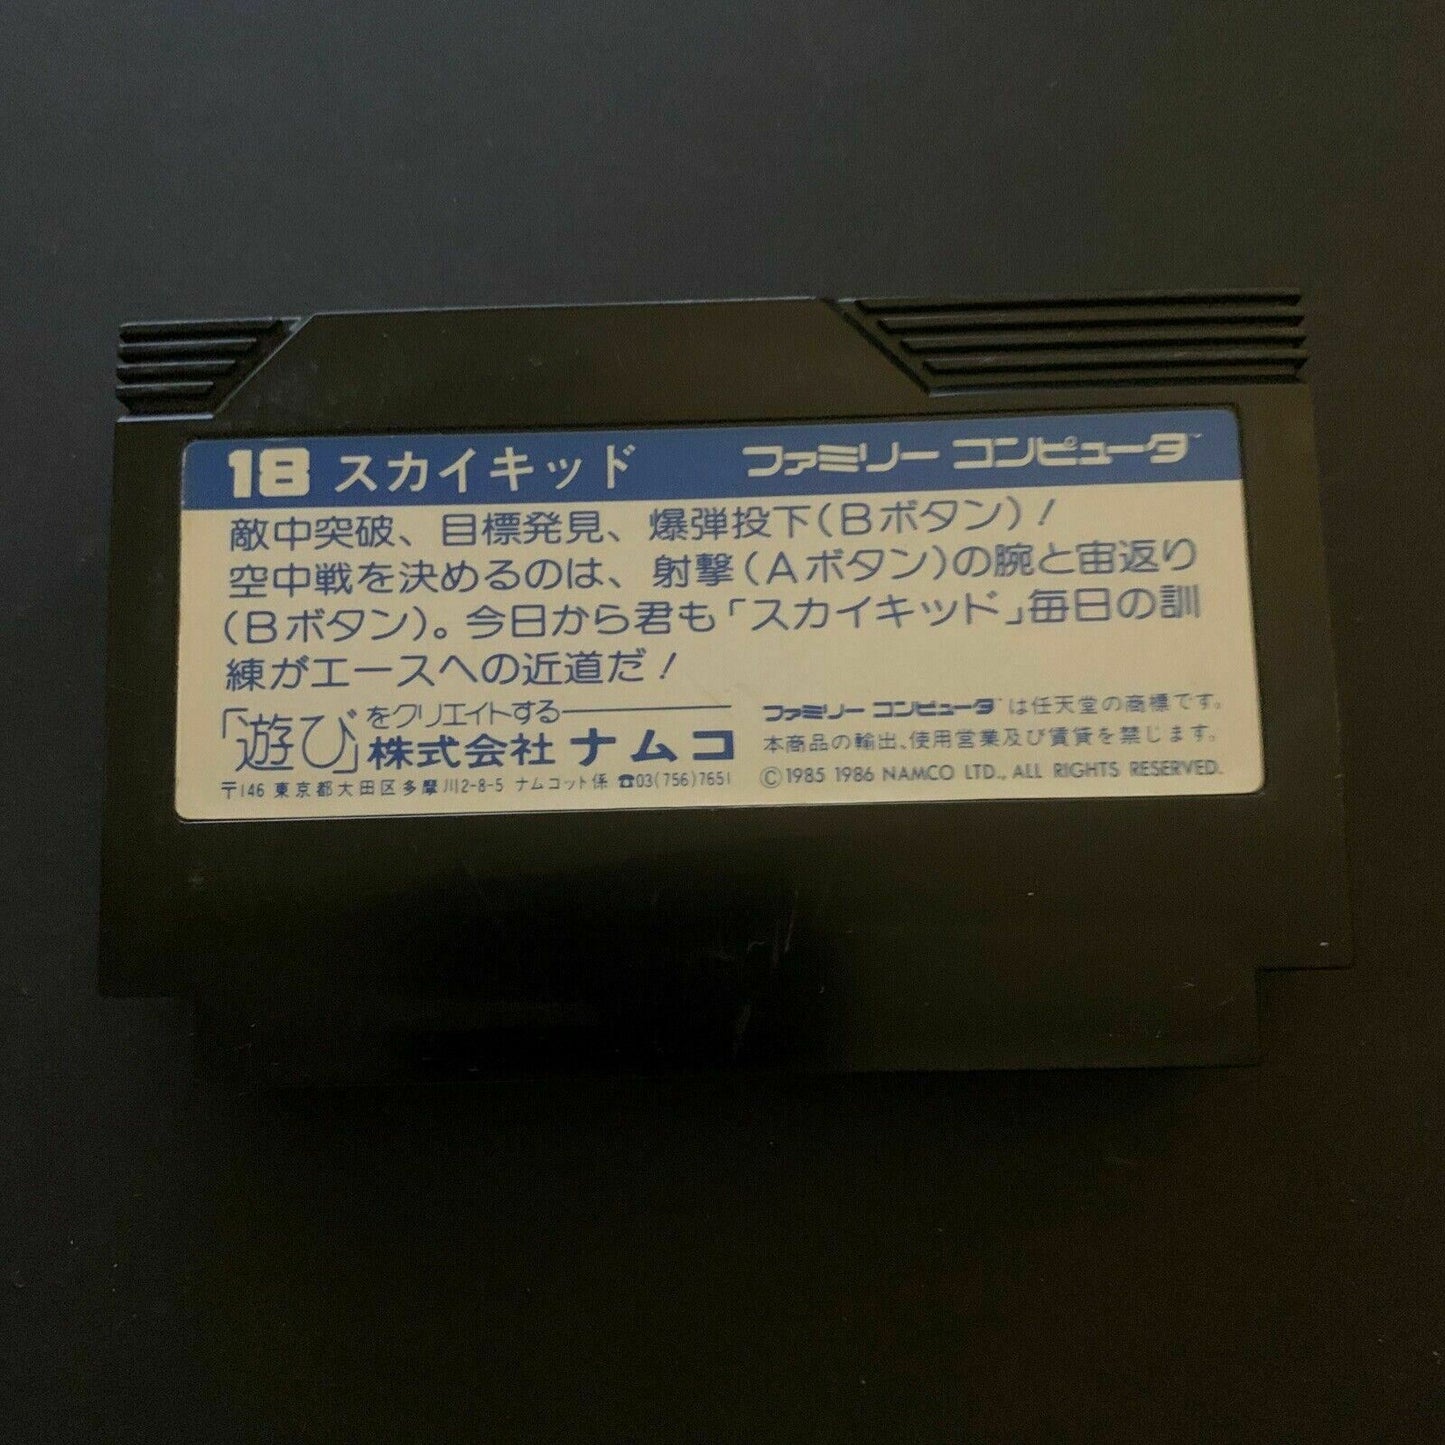 18 スカイキッド ファミリー コンピュータ™
敵中突破、目標発見、爆弾投下(Bボタン)!
空中戦を決めるのは、射撃(Aボタン)の腕と宙返り
(Bボタン)。今日から君も「スカイキッド」毎日の訓
練がエースへの近道だ!
「遊び」をクリエイトする
株式会社 ナムコ
〒146 東京都大田区多摩川2-8-5 ナムコット係 ☎03(756)7651
ファミリー コンピュータ™は任天堂の商標です。
本商品の輸出、使用営業及び賃貸を禁じます。
©1985 1986 NAMCO LTD., ALL RIGHTS RESERVED.